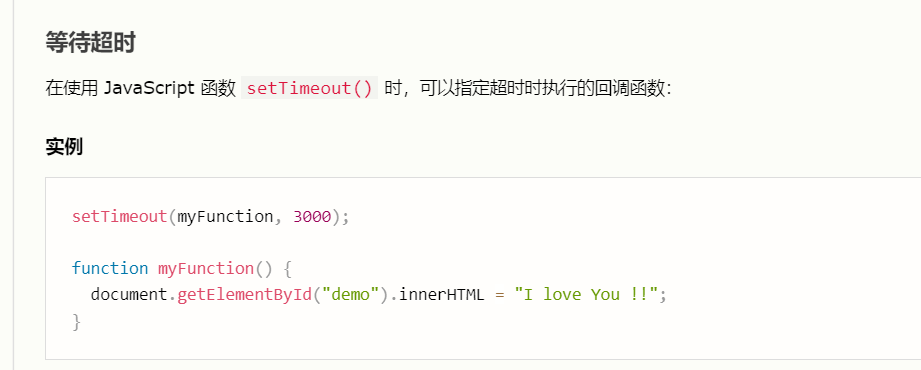 等待超时
在使用 JavaScript 函数 setTimeout() 时，可以指定超时时执行的回调函数：
实例
setTimeout(myFunction, 3000);
function myFunction() {
  document.getElementById("demo").innerHTML = "I love You !!";
}